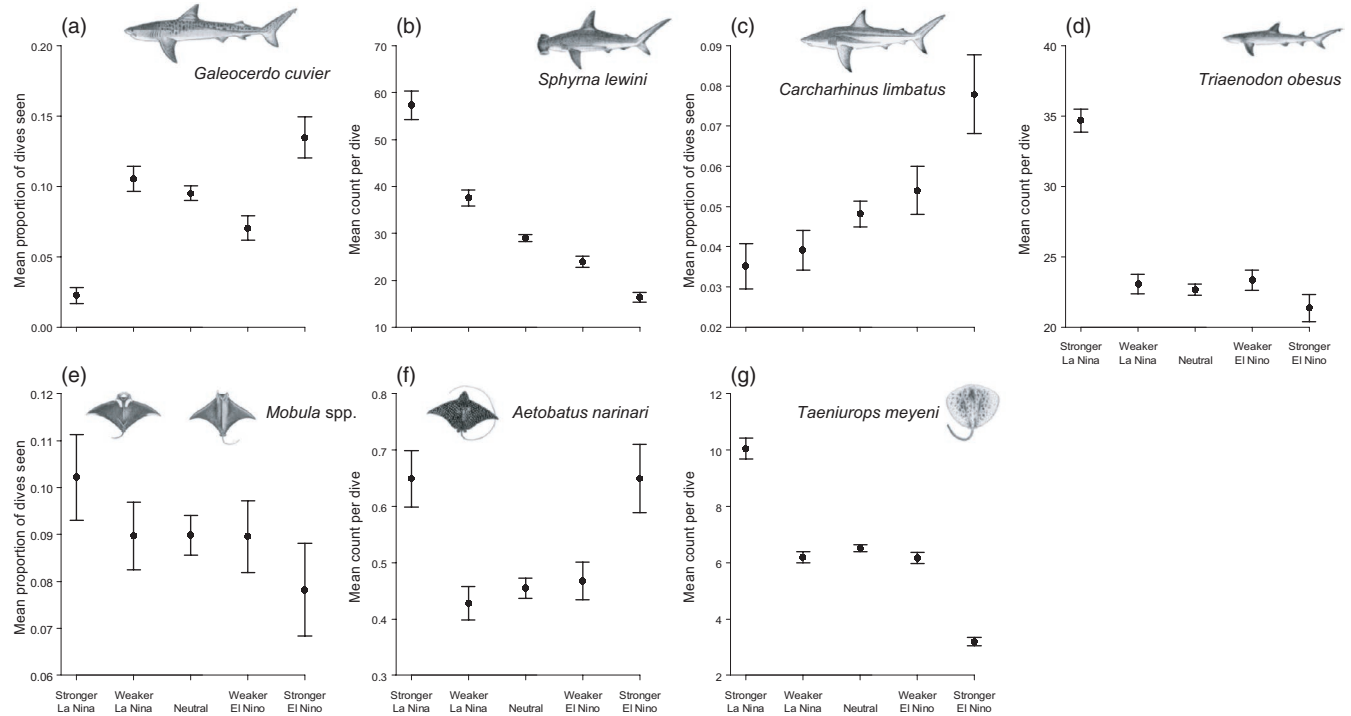 (a)
Galeocerdo cuvier
Mean proportion of dives seen
0.20
0.15
0.10
0.05
0.00
(b)
Sphyrna lewini
Mean count per dive
70
60
50
40
30
20
10
(c)
Carcharhinus limbatus
Mean proportion of dives seen
0.09
0.08
0.07
0.06
0.05
0.04
0.03
0.02
(d)
Triaenodon obesus
Mean count per dive
40
35
30
25
20
Stronger Weaker Neutral Weaker Stronger
La Nina La Nina El Nino El Nino
(e)
Mobula spp.
Mean proportion of dives seen
0.12
0.11
0.10
0.09
0.08
0.07
0.06
Stronger Weaker Neutral Weaker Stronger
La Nina La Nina El Nino El Nino
(f)
Aetobatus narinari
Mean count per dive
0.8
0.7
0.6
0.5
0.4
0.3
Stronger Weaker Neutral Weaker Stronger
La Nina La Nina El Nino El Nino
(g)
Taeniurops meyeni
Mean count per dive
12
10
8
6
4
2
Stronger Weaker Neutral Weaker Stronger
La Nina La Nina El Nino El Nino